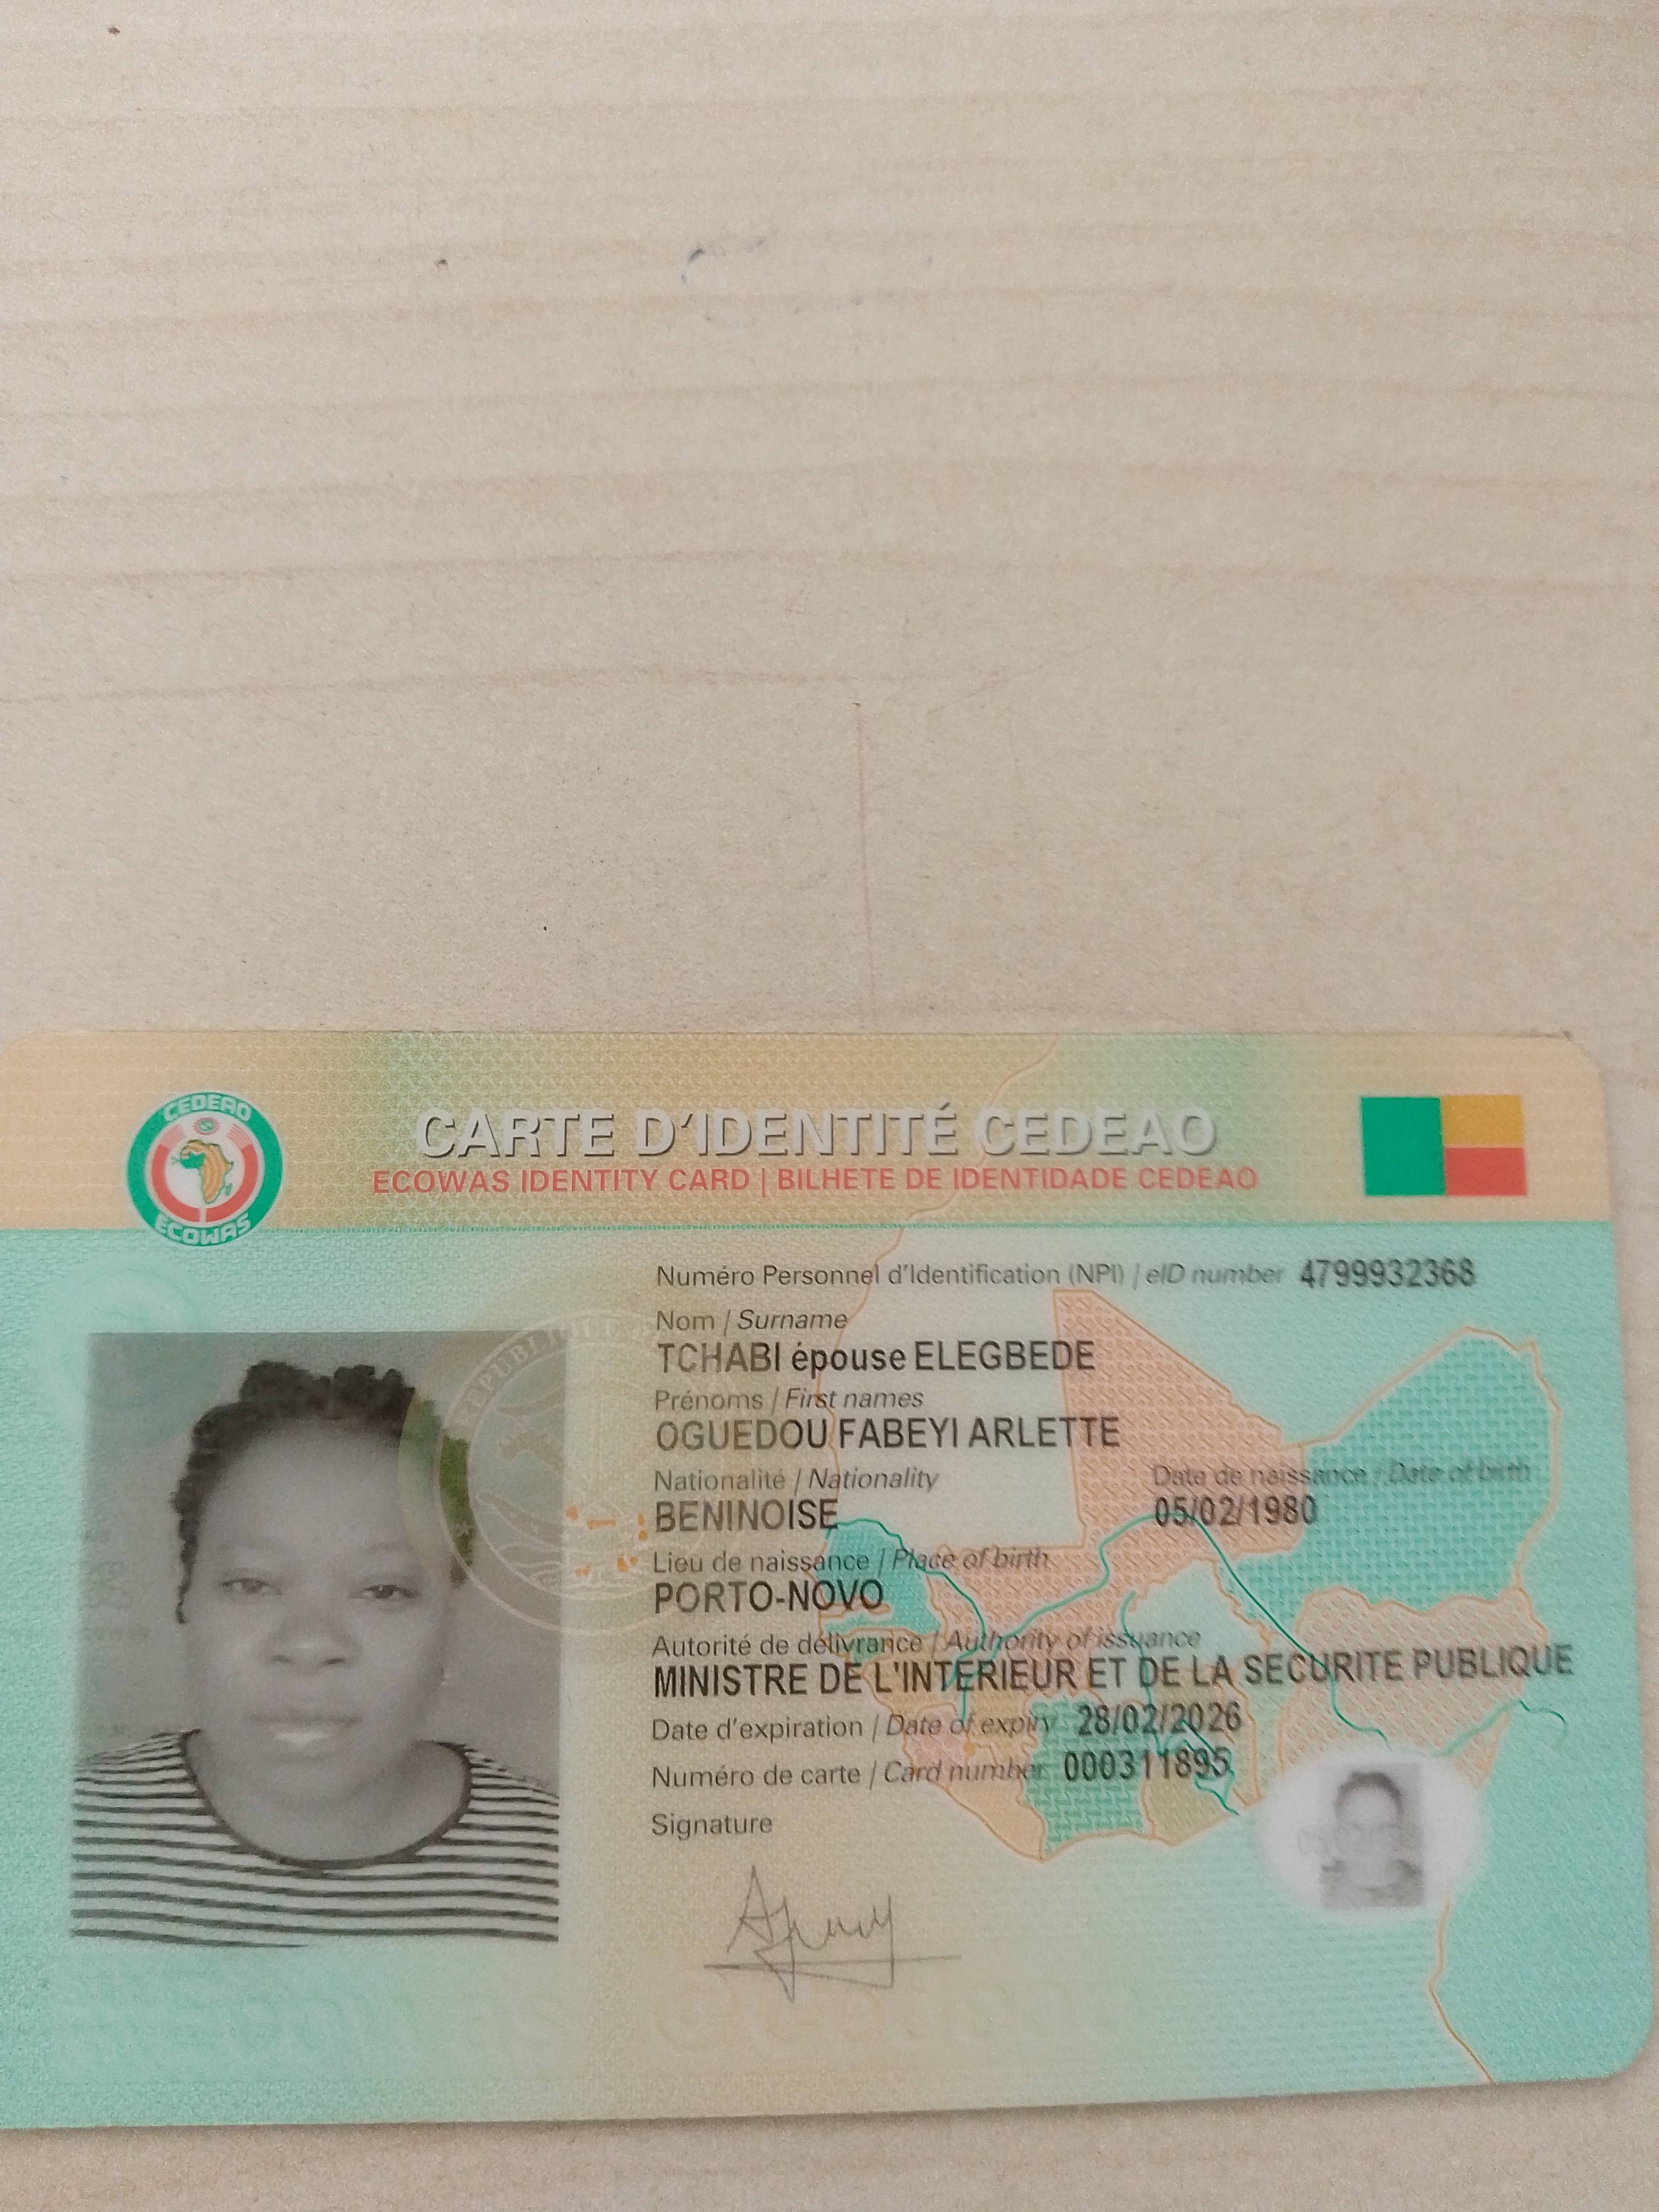 CEDEAO
ECOWAS
CARTE D'IDENTITÉ CEDEAO
ECOWAS IDENTITY CARD | BILHETE DE IDENTIDADE CEDEAO
Numéro Personnel d'Identification (NPI) / eID number 4799932368
Nom / Surname
TCHABI épouse ELEGBEDE
Prénoms / First names
OGUEDOU FABEYI ARLETTE
Nationalité / Nationality
BENINOISE
Date de naissance / Date of birth
05/02/1980
Lieu de naissance / Place of birth
PORTO-NOVO
Autorité de délivrance / Authority of issuance
MINISTRE DE L'INTERIEUR ET DE LA SECURITE PUBLIQUE
Date d'expiration / Date of expiry 28/02/2026
Numéro de carte / Card number 000311895
Signature